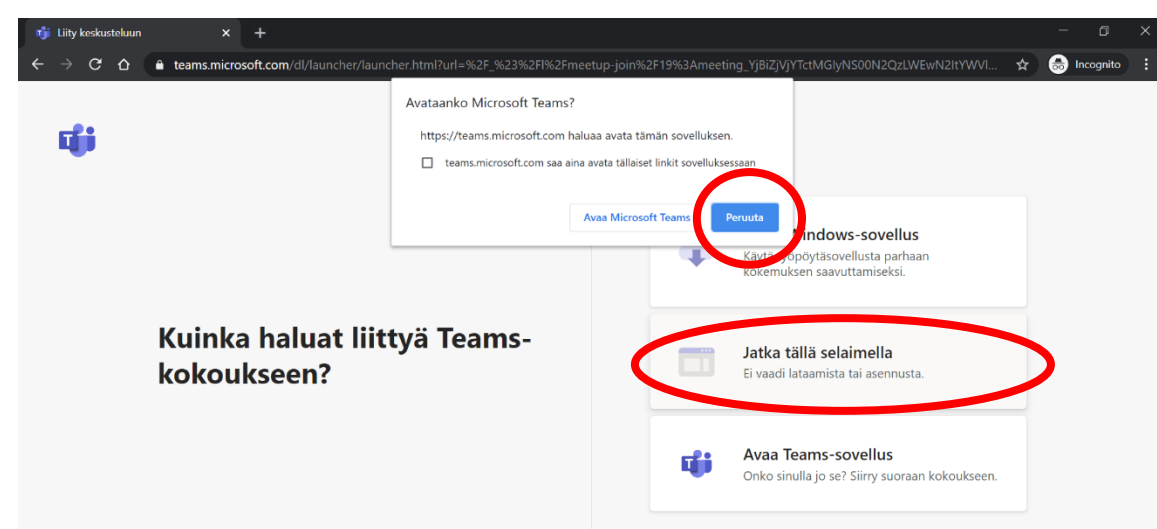 Liity keskusteluun
teams.microsoft.com/dl/launcher/launcher.html?url=%2F_%23%2Fl%2Fmeetup-join%2F19%3Ameeting_YjBiZjVjYTctMGIyNS00N2QzLWEwN2ItYWVl...
Incognito
Avataanko Microsoft Teams?
https://teams.microsoft.com haluaa avata tämän sovelluksen.
teams.microsoft.com saa aina avata tällaiset linkit sovelluksessaan
Avaa Microsoft Teams
Peruuta
indows-sovellus
Käytä työpöytäsovellusta parhaan
kokemuksen saavuttamiseksi.
Kuinka haluat liittyä Teams-
kokoukseen?
Jatka tällä selaimella
Ei vaadi lataamista tai asennusta.
Avaa Teams-sovellus
Onko sinulla jo se? Siirry suoraan kokoukseen.